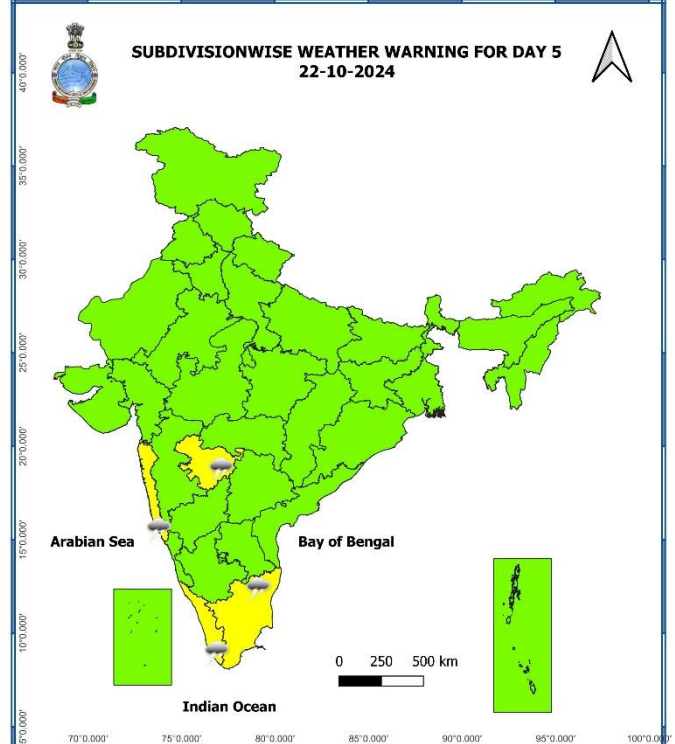 SUBDIVISIONWISE WEATHER WARNING FOR DAY 5
22-10-2024
40°0.000'
35°0.000'
30°0.000'
25°0.000'
20°0.000'
Arabian Sea
Bay of Bengal
15°0.000'
10°0.000'
0 250 500 km
Indian Ocean
5°0.000'
70°0.000' 75°0.000' 80°0.000' 85°0.000' 90°0.000' 95°0.000' 100°0.000'